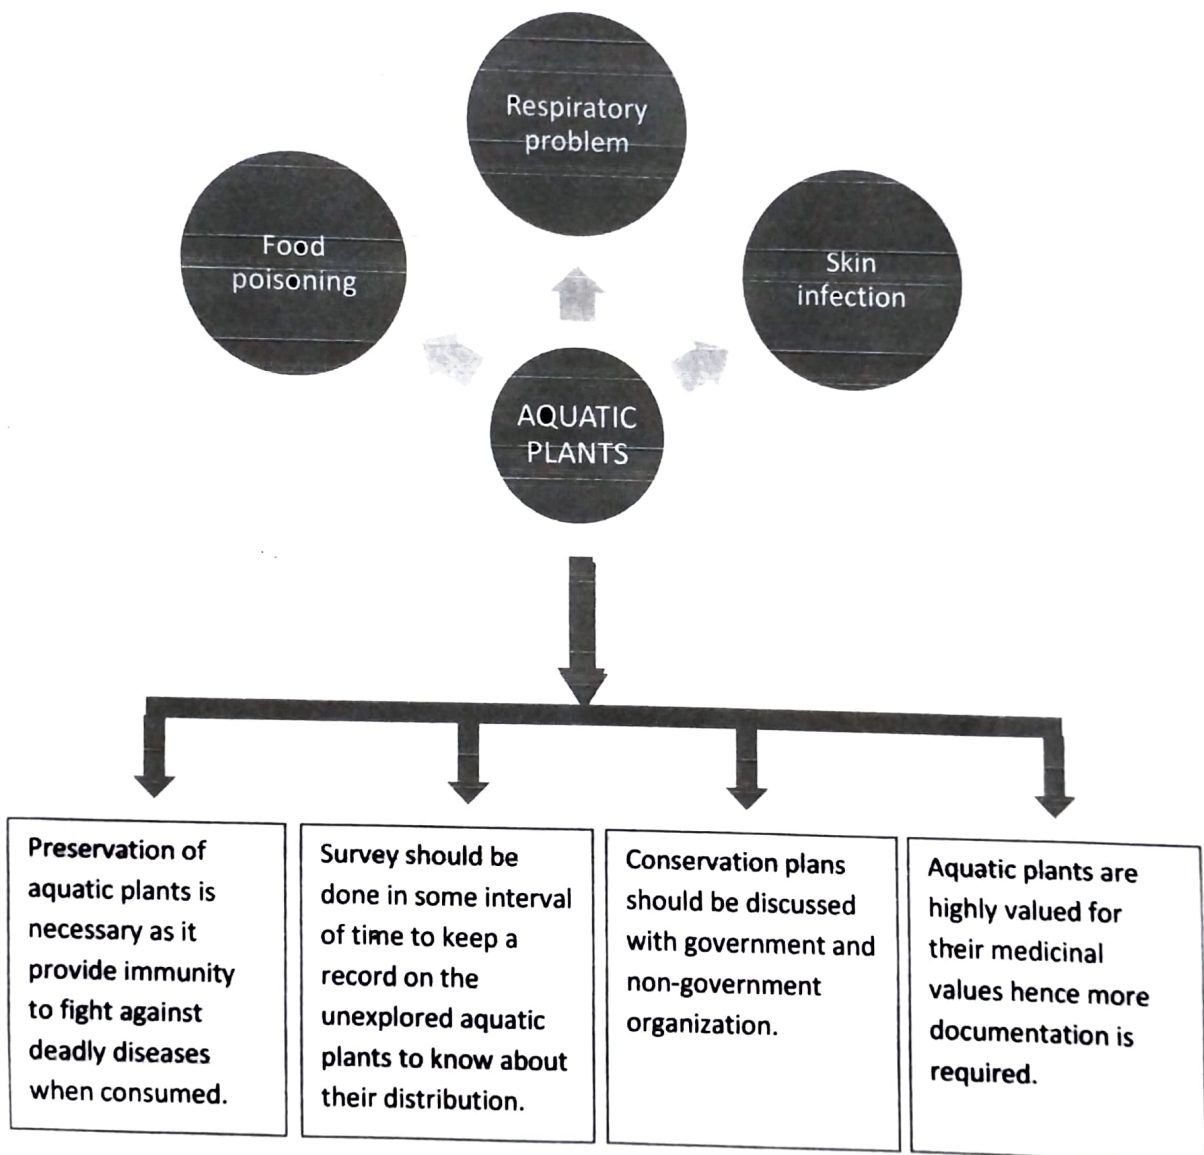 Respiratory
problem
Food
poisoning
Skin
infection
AQUATIC
PLANTS
Preservation of
aquatic plants is
necessary as it
provide immunity
to fight against
deadly diseases
when consumed.
Survey should be
done in some interval
of time to keep a
record on the
unexplored aquatic
plants to know about
their distribution.
Conservation plans
should be discussed
with government and
non-government
organization.
Aquatic plants are
highly valued for
their medicinal
values hence more
documentation is
required.